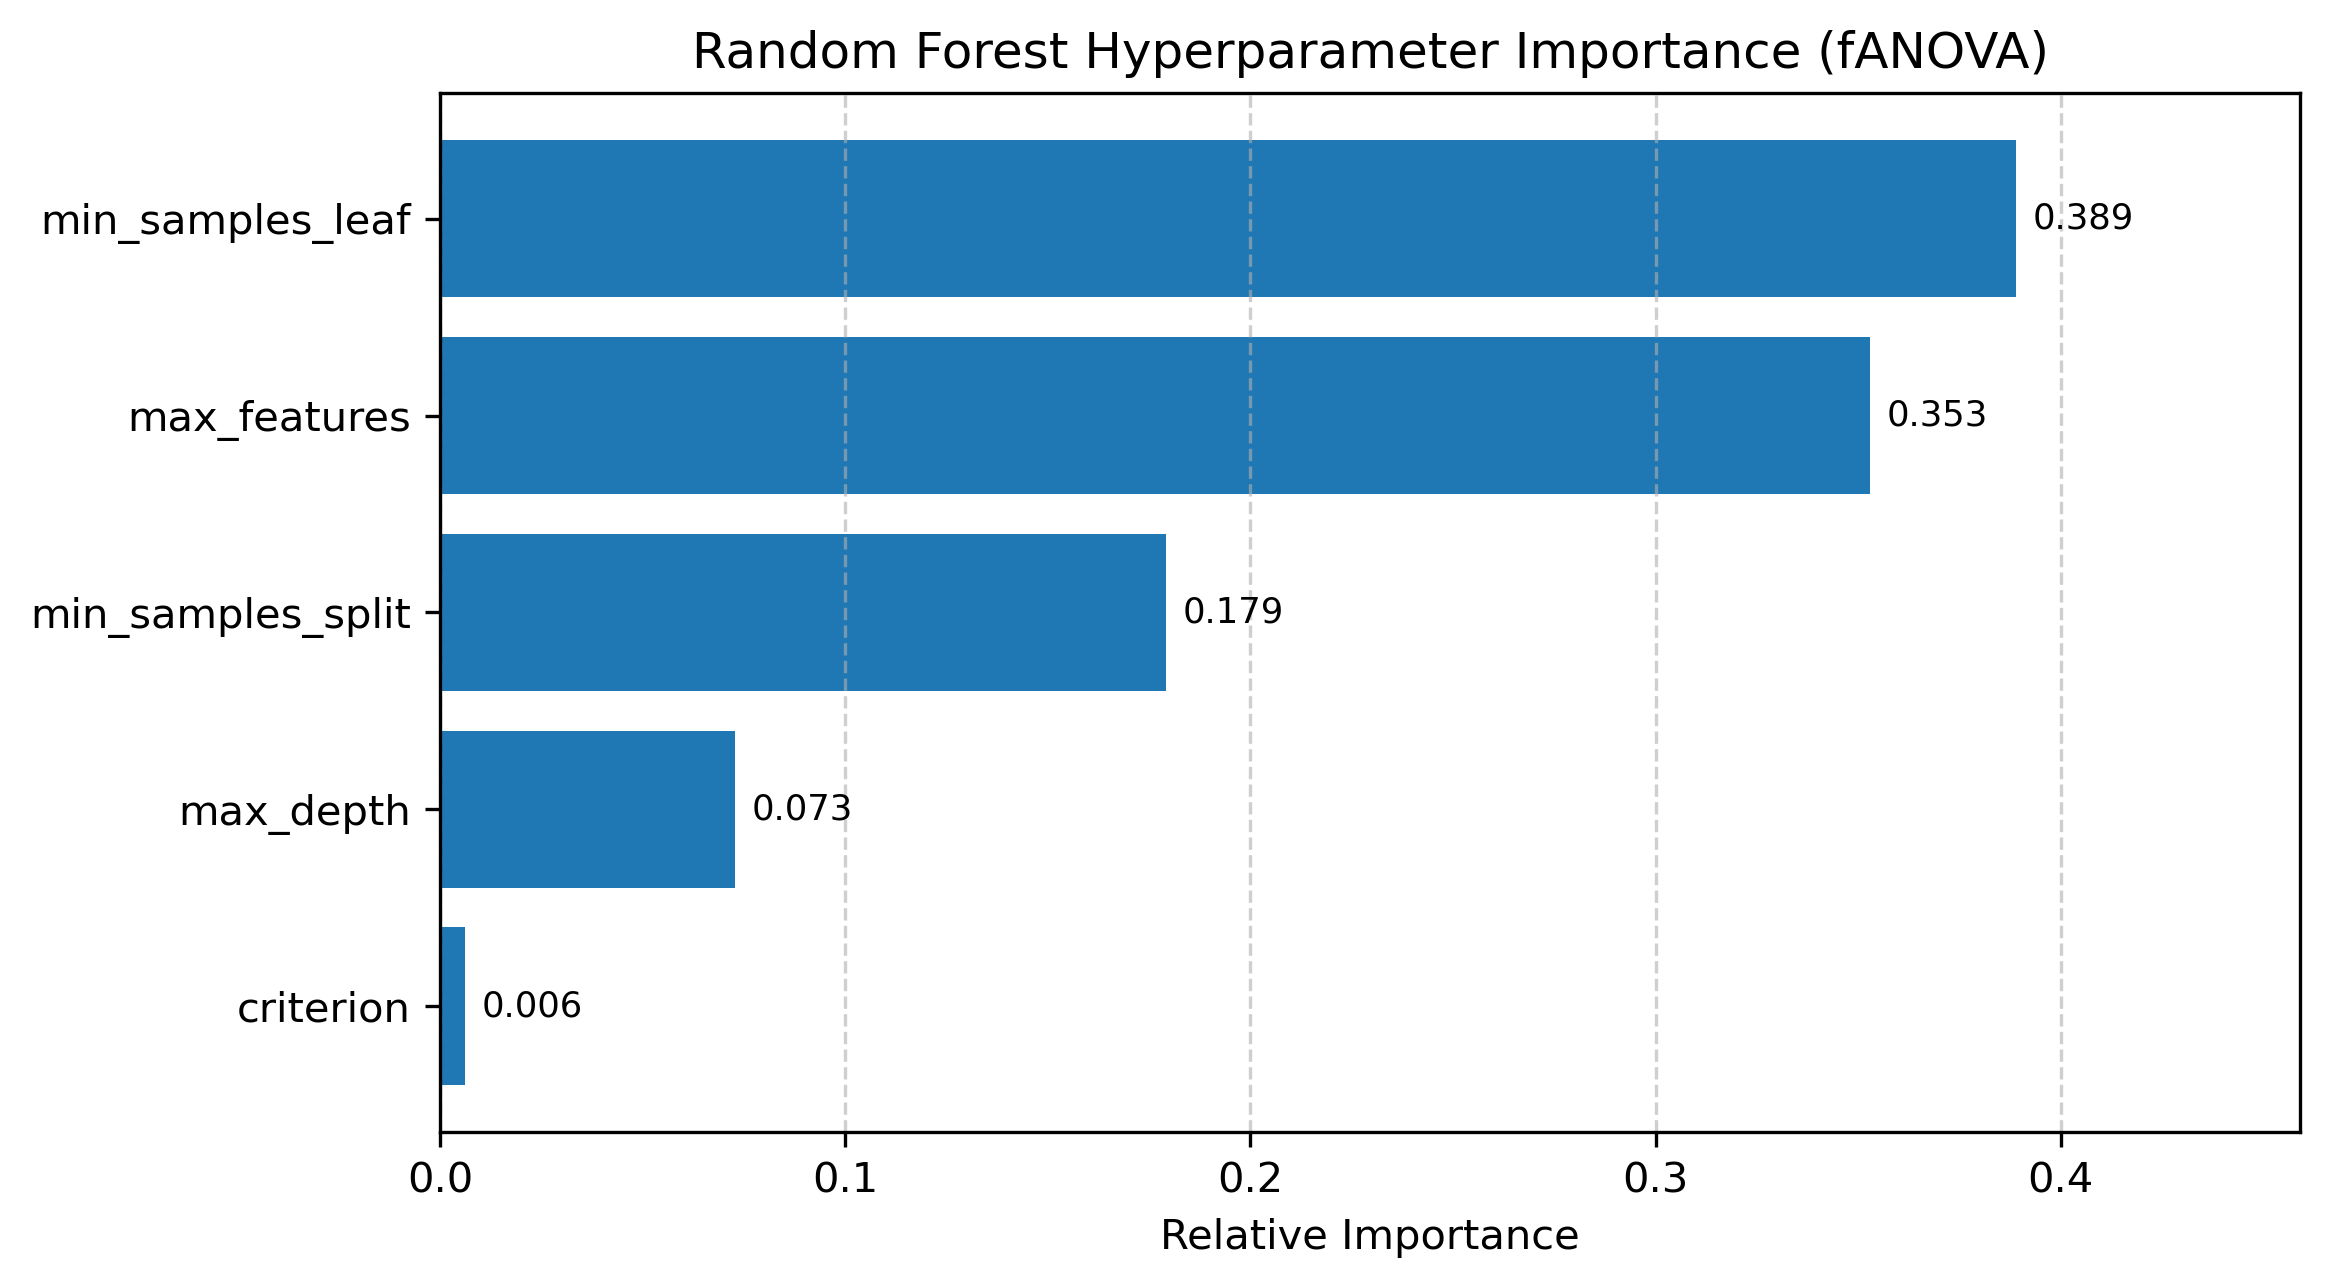 Random Forest Hyperparameter Importance (fANOVA)
min_samples_leaf
0.389
max_features
0.353
min_samples_split
0.179
max_depth
0.073
criterion
0.006
0.0 0.1 0.2 0.3 0.4
Relative Importance